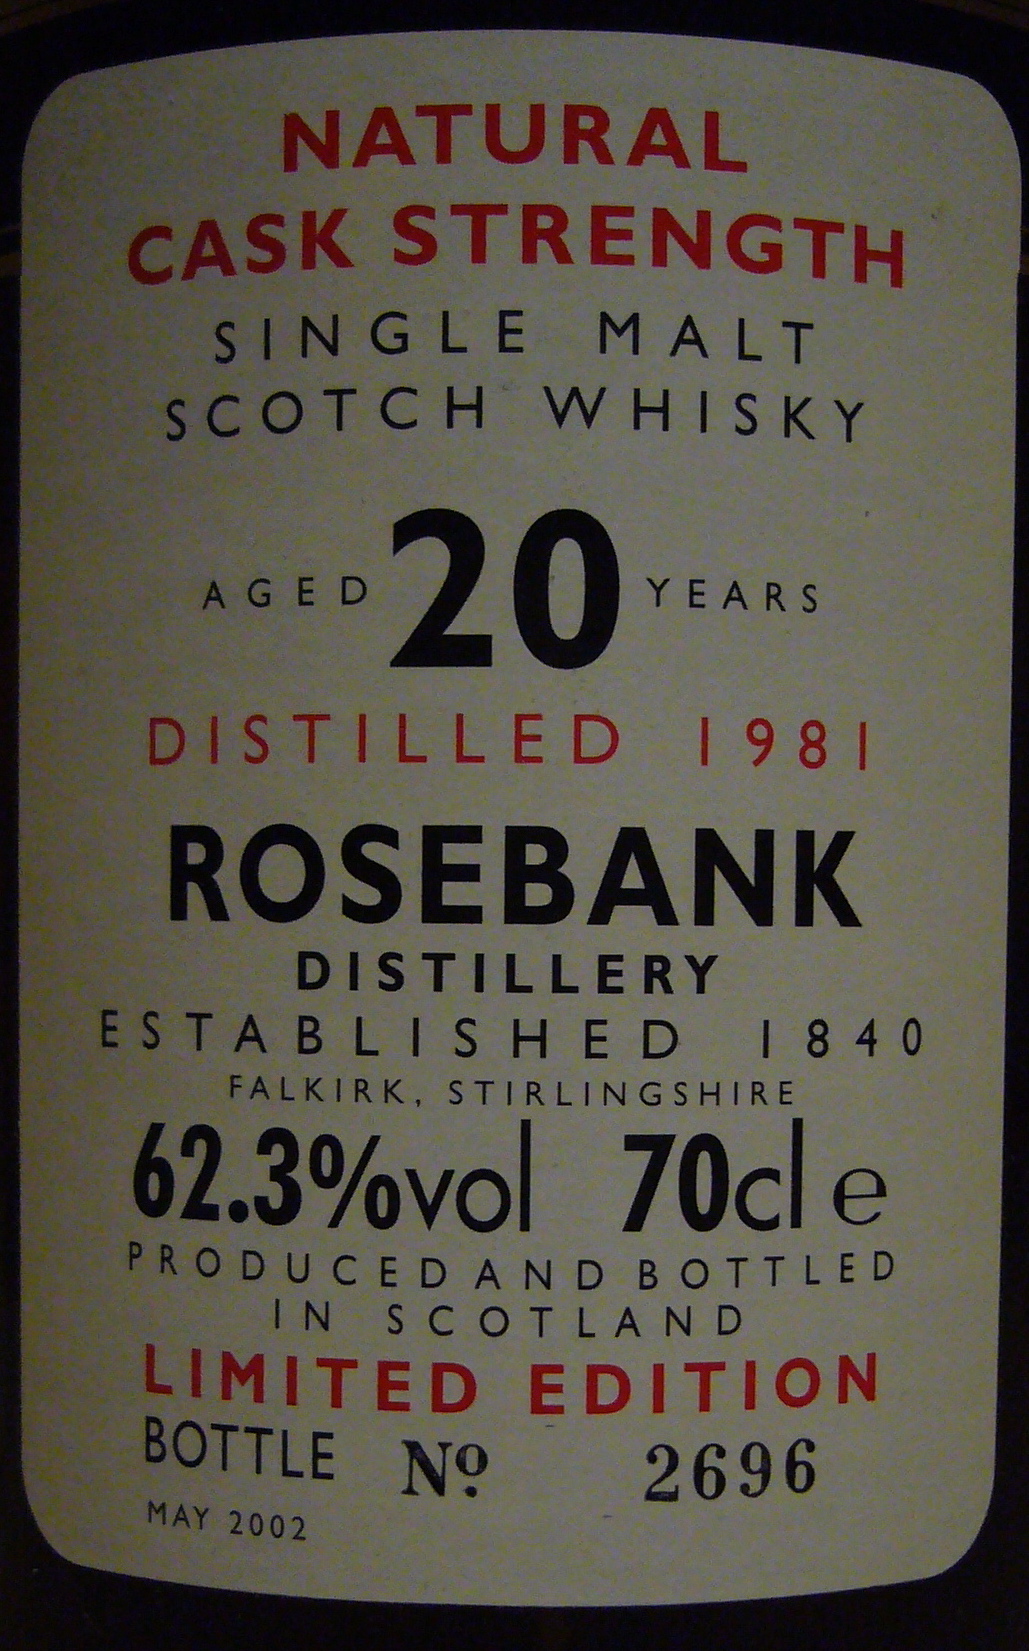 NATURAL
CASK STRENGTH
SINGLE MALT
SCOTCH WHISKY
AGED 20 YEARS
DISTILLED 1981
ROSEBANK
DISTILLERY
ESTABLISHED 1840
FALKIRK, STIRLINGSHIRE
62.3%vol 70cl e
PRODUCED AND BOTTLED
IN SCOTLAND
LIMITED EDITION
BOTTLE Nº 2696
MAY 2002